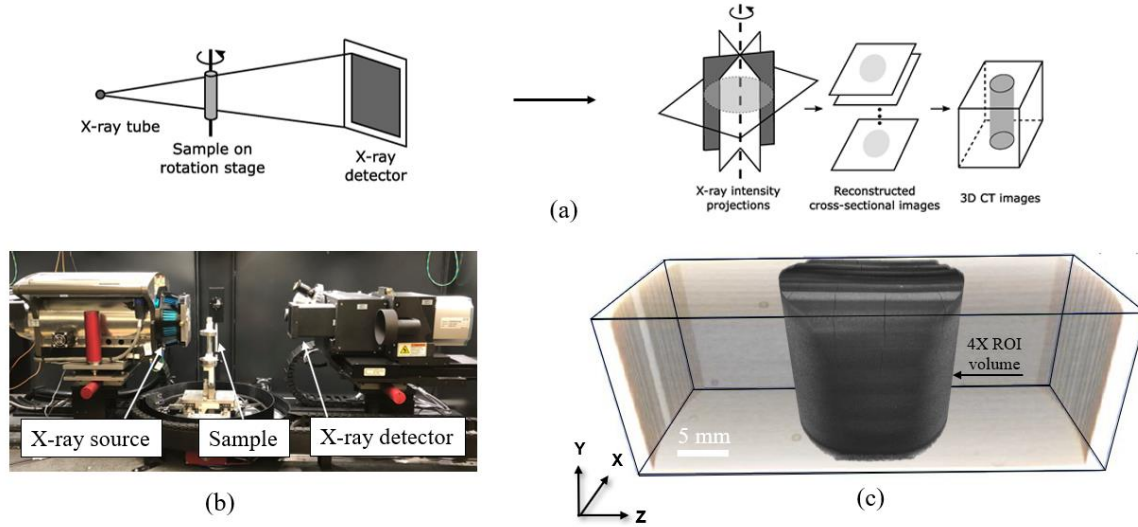 X-ray tube
Sample on
rotation stage
X-ray
detector
X-ray intensity
projections
Reconstructed
cross-sectional images
3D CT images
(a)
X-ray source
Sample
X-ray detector
(b)
4X ROI
volume
5 mm
Y
X
Z
(c)